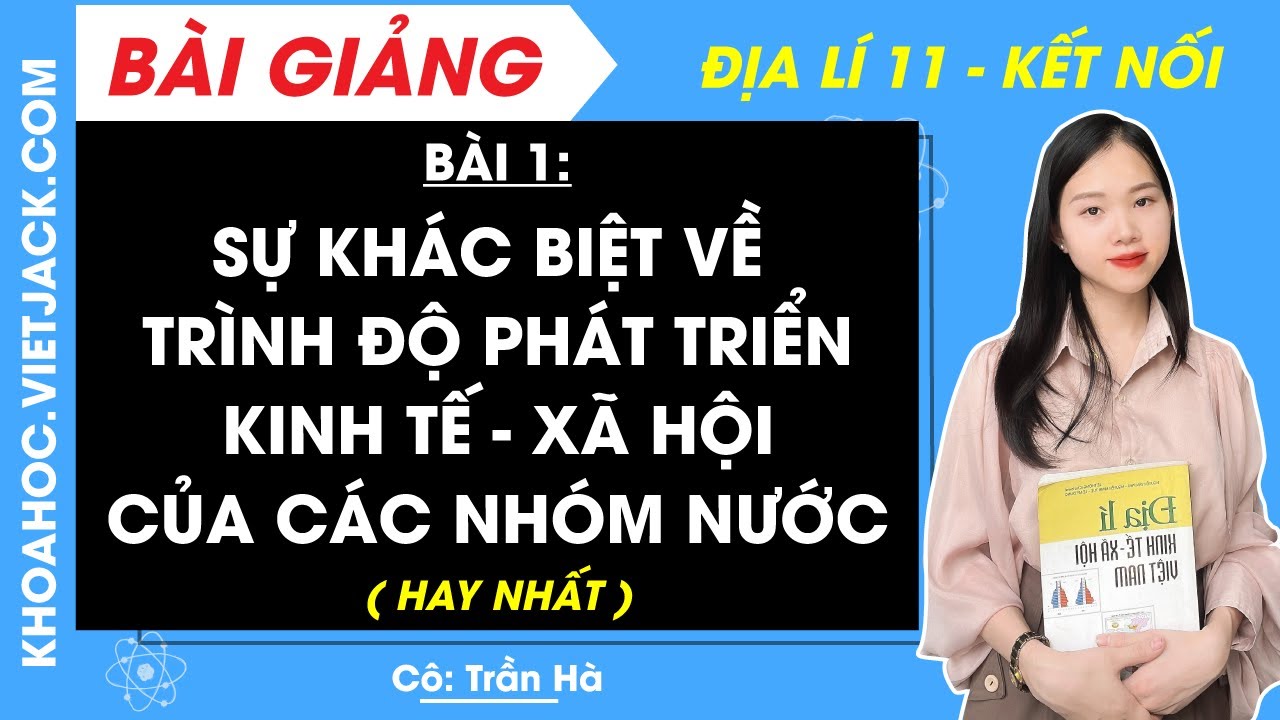 BÀI GIẢNG
ĐỊA LÍ 11 - KẾT NỐI
KHOAHOC.VIETJACK.COM
BÀI 1:
SỰ KHÁC BIỆT VỀ
TRÌNH ĐỘ PHÁT TRIỂN
KINH TẾ - XÃ HỘI
CỦA CÁC NHÓM NƯỚC
( HAY NHẤT )
Cô: Trần Hà
Địa lí
KINH TẾ - XÃ HỘI
VIỆT NAM